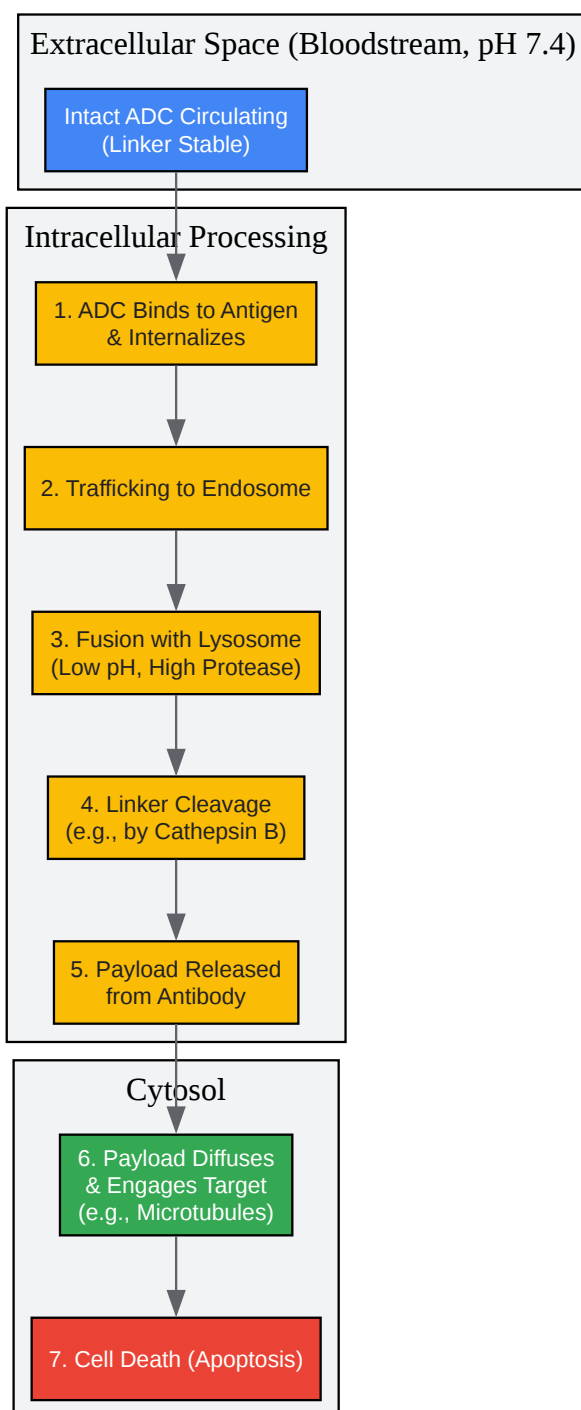 Extracellular Space (Bloodstream, pH 7.4)
Intact ADC Circulating
(Linker Stable)
Intracellular Processing
1. ADC Binds to Antigen
& Internalizes
2. Trafficking to Endosome
3. Fusion with Lysosome
(Low pH, High Protease)
4. Linker Cleavage
(e.g., by Cathepsin B)
5. Payload Released
from Antibody
Cytosol
6. Payload Diffuses
& Engages Target
(e.g., Microtubules)
7. Cell Death (Apoptosis)